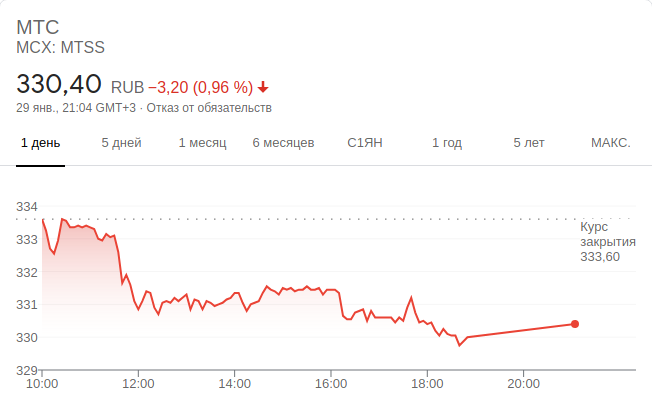 МТС
MCX: MTSS
330,40 RUB −3,20 (0,96 %)
29 янв., 21:04 GMT+3 · Отказ от обязательств
1 день 5 дней 1 месяц 6 месяцев С1ЯН 1 год 5 лет МАКС.
334
333
332
331
330
329
Курс
закрытия
333,60
10:00 12:00 14:00 16:00 18:00 20:00